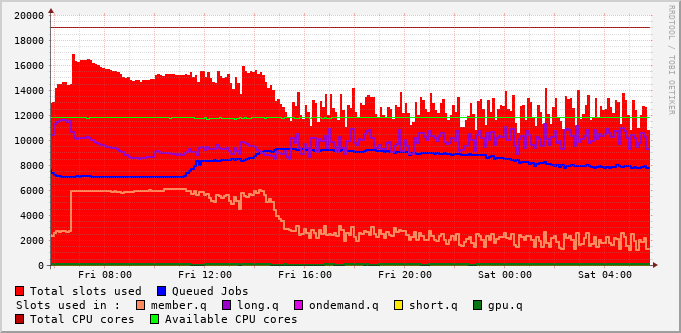 20000
18000
16000
14000
12000
10000
8000
6000
4000
2000
0
Fri 08:00 Fri 12:00 Fri 16:00 Fri 20:00 Sat 00:00 Sat 04:00
Total slots used Queued Jobs
Slots used in : member.q long.q ondemand.q short.q gpu.q
Total CPU cores Available CPU cores
RRDTOOL / TOBI OETIKER